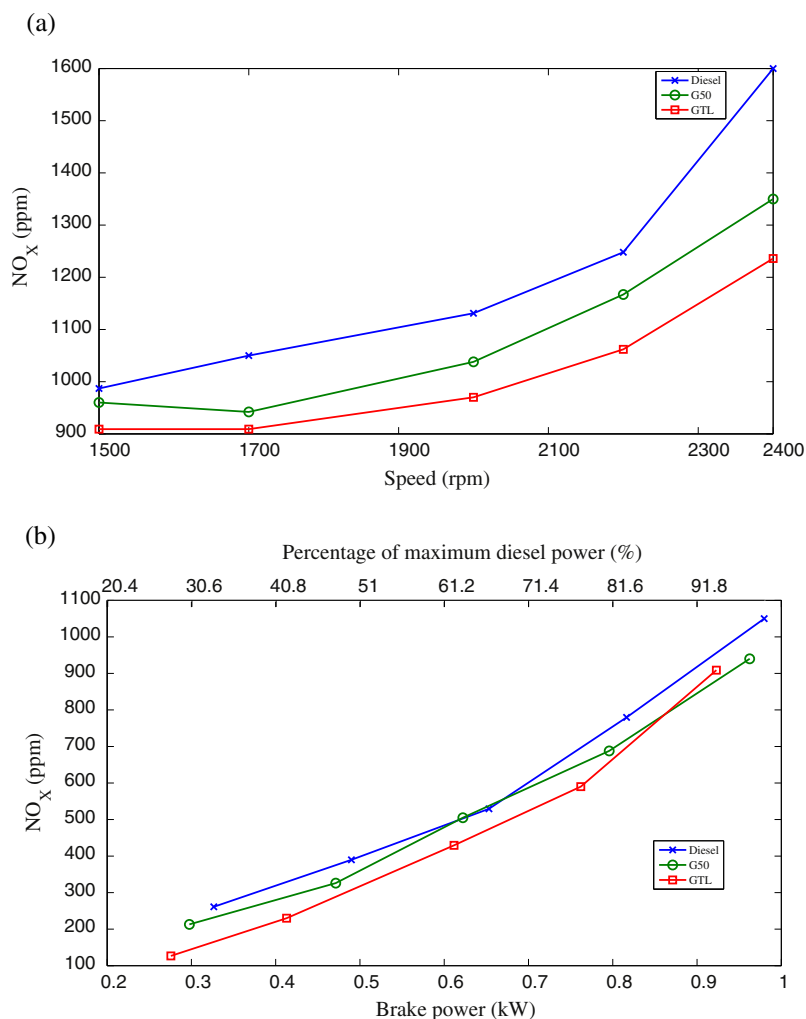 (a)
1600
1500
1400
1300
1200
1100
1000
900
NOX (ppm)
Diesel
G50
GTL
1500 1700 1900 2100 2300 2400
Speed (rpm)
(b)
Percentage of maximum diesel power (%)
20.4 30.6 40.8 51 61.2 71.4 81.6 91.8
1100
1000
900
800
700
600
500
400
300
200
100
NOX (ppm)
Diesel
G50
GTL
0.2 0.3 0.4 0.5 0.6 0.7 0.8 0.9 1
Brake power (kW)